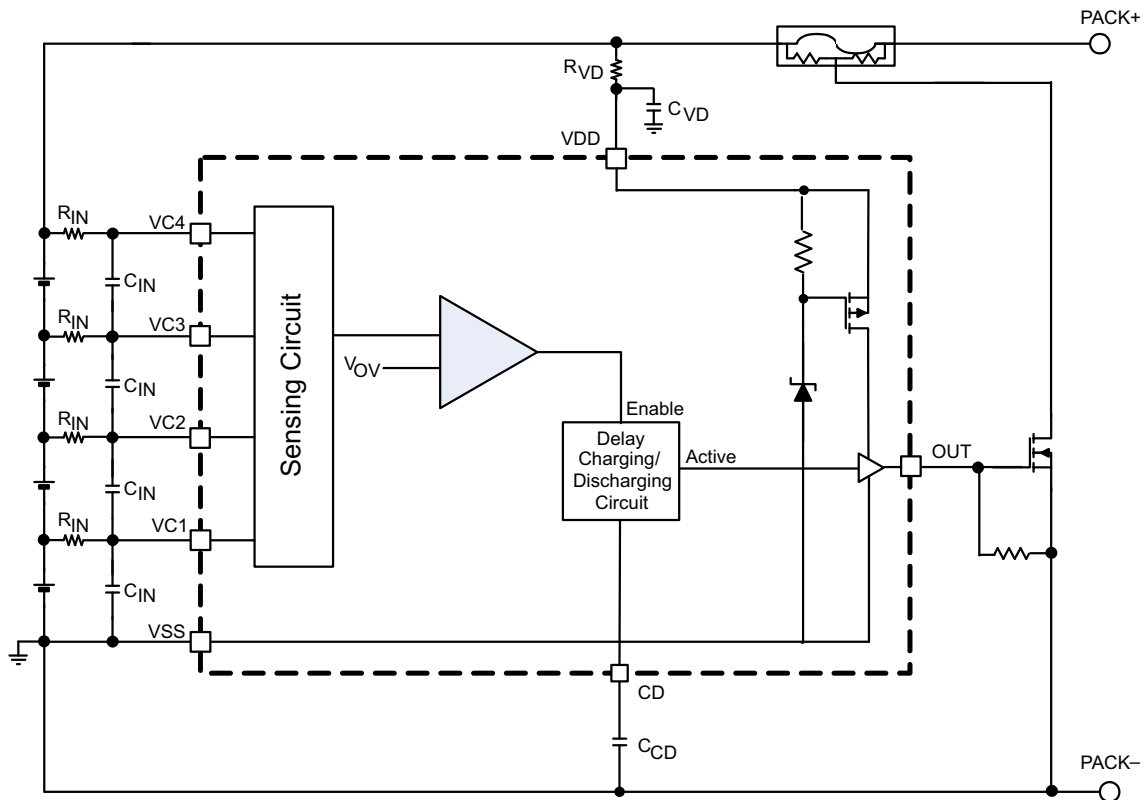 PACK+
RVD
CVD
VDD
RIN
VC4
CIN
RIN
VC3
CIN
RIN
VC2
CIN
RIN
VC1
CIN
VSS
Sensing Circuit
VOV
Enable
Delay
Charging/
Discharging
Circuit
Active
OUT
CD
CCD
PACK–